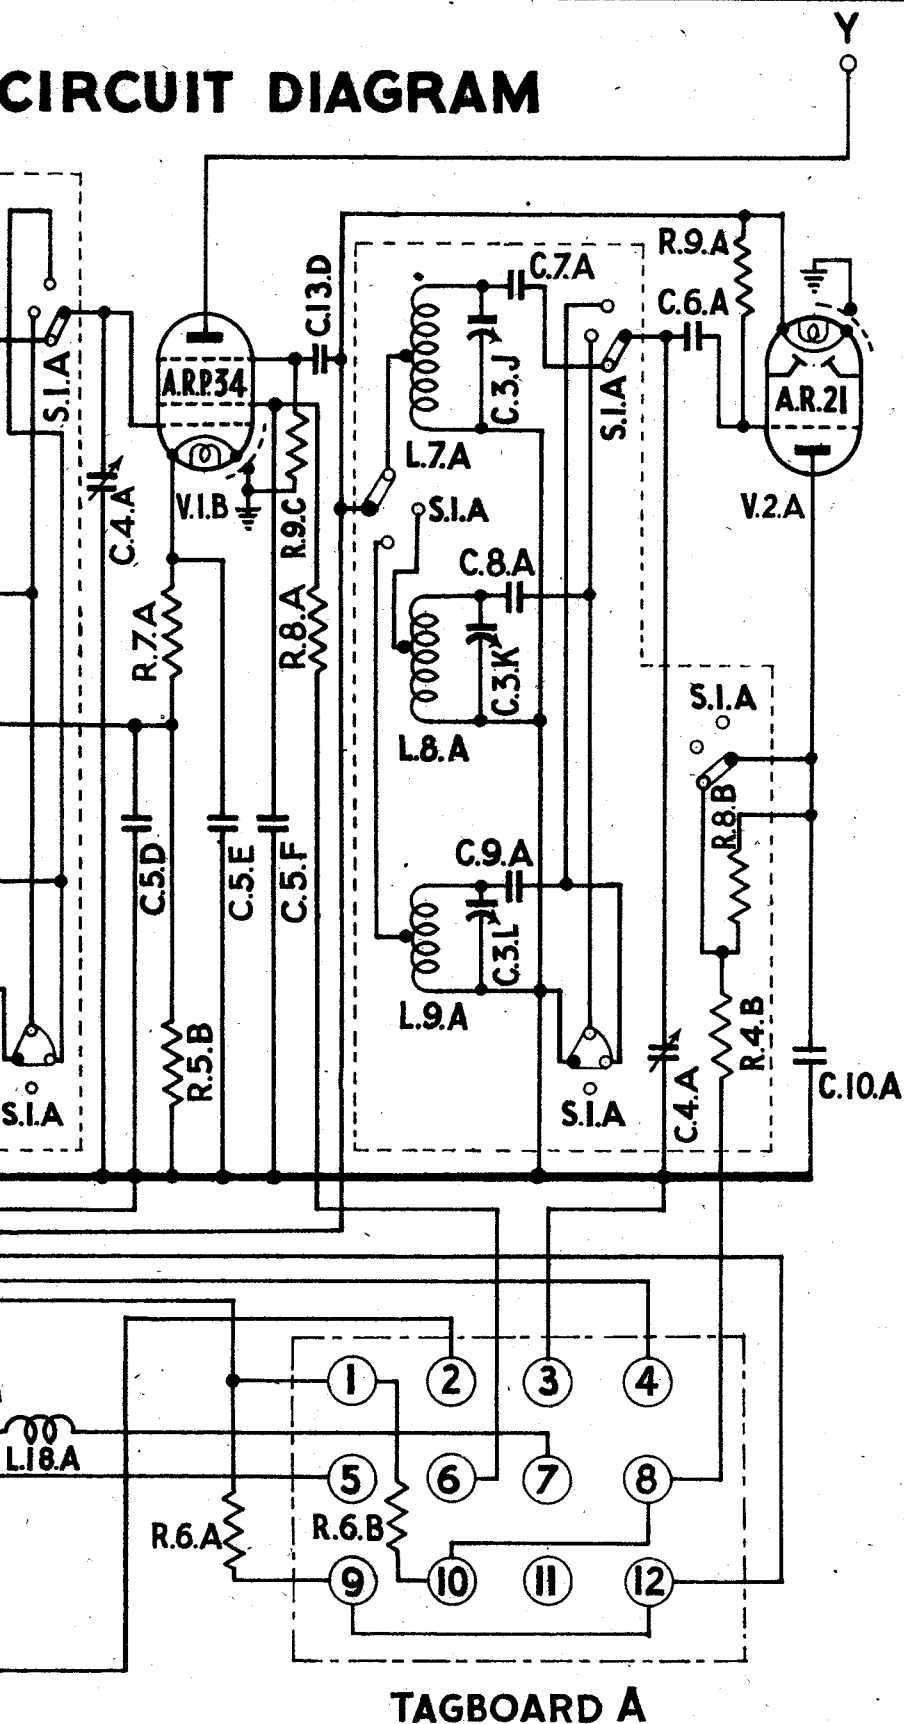 Y
CIRCUIT DIAGRAM
R.9.A
C.7.A
C.13.D
C.6.A
A.R.P.34
S.I.A
C.3.J
S.I.A
A.R.21
L.7.A
V.1.B
C.4.A
R.9.C
S.I.A
V.2.A
C.8.A
R.7.A
R.8.A
C.3.K
S.I.A
L.8.A
R.8.B
C.9.A
C.5.D
C.5.E
C.5.F
C.3.L
L.9.A
R.5.B
R.4.B
S.I.A
S.I.A
C.4.A
C.10.A
1 2 3 4
L.18.A
5 6 7 8
R.6.A
R.6.B
9 10 11 12
TAGBOARD A